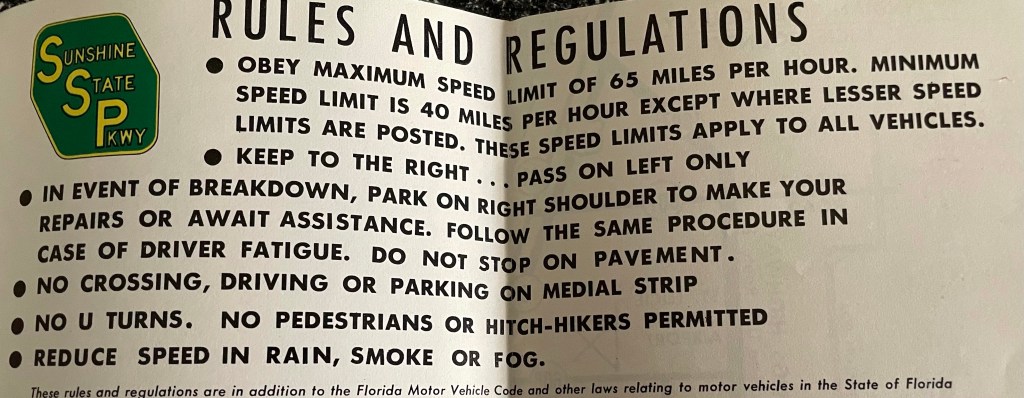 RULES AND REGULATIONS
SUNSHINE
STATE
PKWY
• OBEY MAXIMUM SPEED LIMIT OF 65 MILES PER HOUR. MINIMUM
SPEED LIMIT IS 40 MILES PER HOUR EXCEPT WHERE LESSER SPEED
LIMITS ARE POSTED. THESE SPEED LIMITS APPLY TO ALL VEHICLES.
• KEEP TO THE RIGHT... PASS ON LEFT ONLY
• IN EVENT OF BREAKDOWN, PARK ON RIGHT SHOULDER TO MAKE YOUR
REPAIRS OR AWAIT ASSISTANCE. FOLLOW THE SAME PROCEDURE IN
CASE OF DRIVER FATIGUE. DO NOT STOP ON PAVEMENT.
• NO CROSSING, DRIVING OR PARKING ON MEDIAL STRIP
• NO U TURNS. NO PEDESTRIANS OR HITCH-HIKERS PERMITTED
• REDUCE SPEED IN RAIN, SMOKE OR FOG.
These rules and regulations are in addition to the Florida Motor Vehicle Code and other laws relating to motor vehicles in the State of Florida